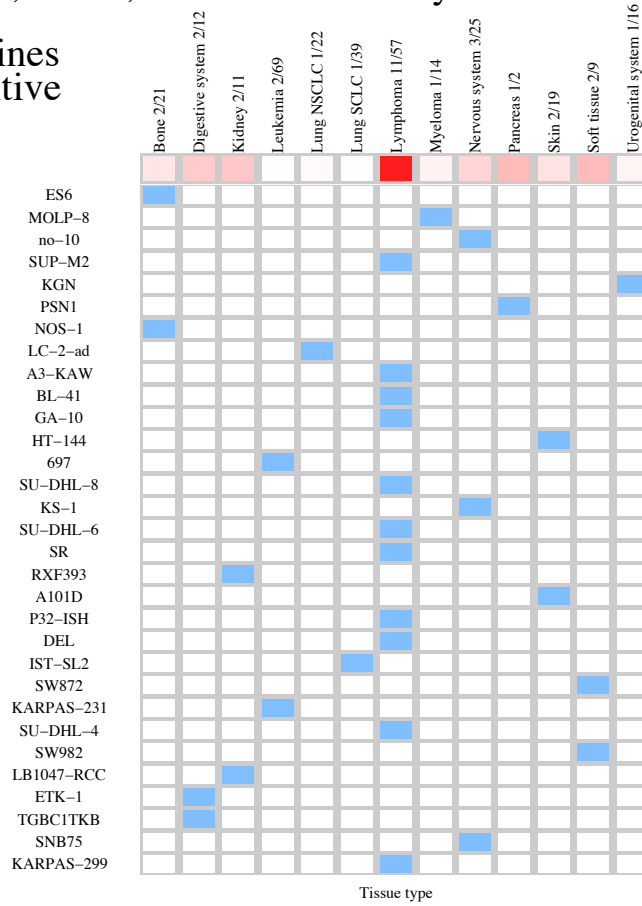 ines
tive
Bone 2/21
Digestive system 2/12
Kidney 2/11
Leukemia 2/69
Lung NSCLC 1/22
Lung SCLC 1/39
Lymphoma 11/57
Myeloma 1/14
Nervous system 3/25
Pancreas 1/2
Skin 2/19
Soft tissue 2/9
Urogenital system 1/16
ES6
MOLP−8
no−10
SUP−M2
KGN
PSN1
NOS−1
LC−2−ad
A3−KAW
BL−41
GA−10
HT−144
697
SU−DHL−8
KS−1
SU−DHL−6
SR
RXF393
A101D
P32−ISH
DEL
IST−SL2
SW872
KARPAS−231
SU−DHL−4
SW982
LB1047−RCC
ETK−1
TGBC1TKB
SNB75
KARPAS−299
Tissue type